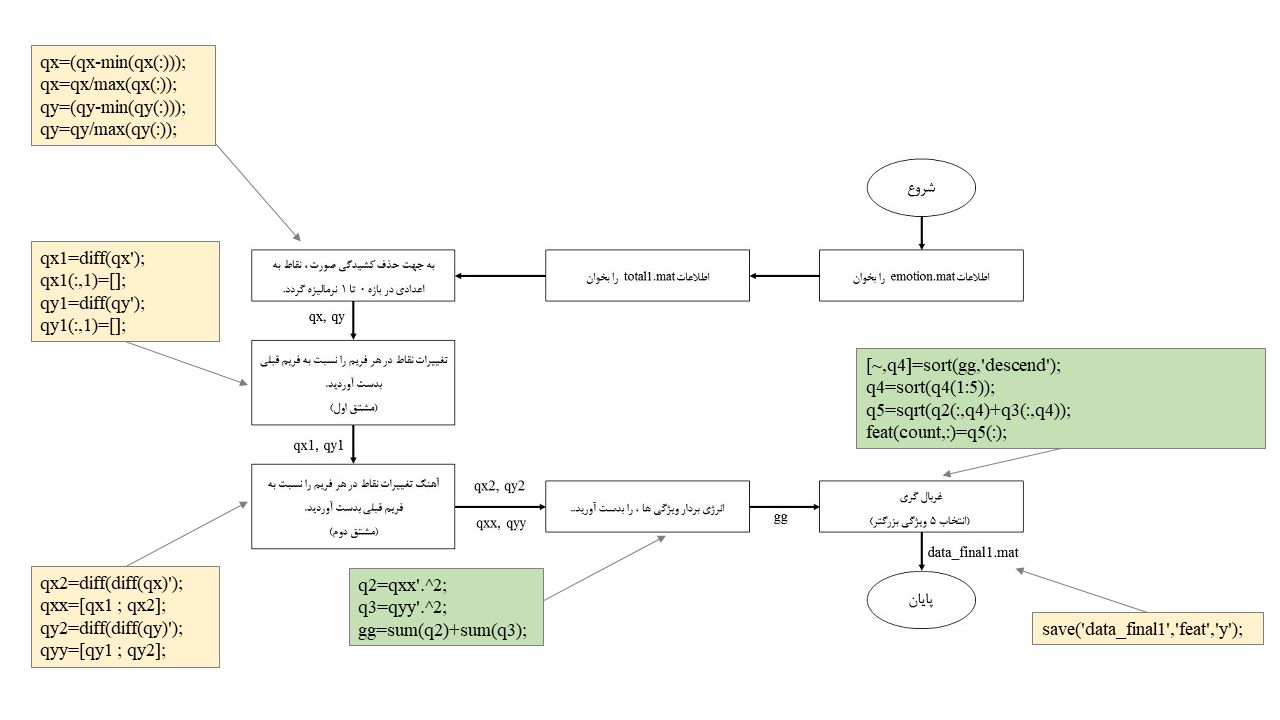 qx=(qx-min(qx(:)));
qx=qx/max(qx(:));
qy=(qy-min(qy(:)));
qy=qy/max(qy(:));
شروع
اطلاعات emotion.mat را بخوان
اطلاعات total1.mat را بخوان
به جهت حذف کشیدگی صورت ، نقاط به
اعدادی در بازه ۰ تا ۱ نرمالیزه گردد.
qx, qy
qx1=diff(qx');
qx1(:,1)=[];
qy1=diff(qy');
qy1(:,1)=[];
تغییرات نقاط در هر فریم را نسبت به فریم قبلی
بدست آوردید.
(مشتق اول)
qx1, qy1
آهنگ تغییرات نقاط در هر فریم را نسبت به
فریم قبلی بدست آوردید.
(مشتق دوم)
qx2=diff(diff(qx)');
qxx=[qx1 ; qx2];
qy2=diff(diff(qy)');
qyy=[qy1 ; qy2];
qx2, qy2
qxx, qyy
انرژی بردار ویژگی ها ، را بدست آورید..
q2=qxx'.^2;
q3=qyy'.^2;
gg=sum(q2)+sum(q3);
gg
[~,q4]=sort(gg,'descend');
q4=sort(q4(1:5));
q5=sqrt(q2(:,q4)+q3(:,q4));
feat(count,:)=q5(:);
غربال گری
(انتخاب ۵ ویژگی بزرگتر)
data_final1.mat
پایان
save('data_final1','feat','y');